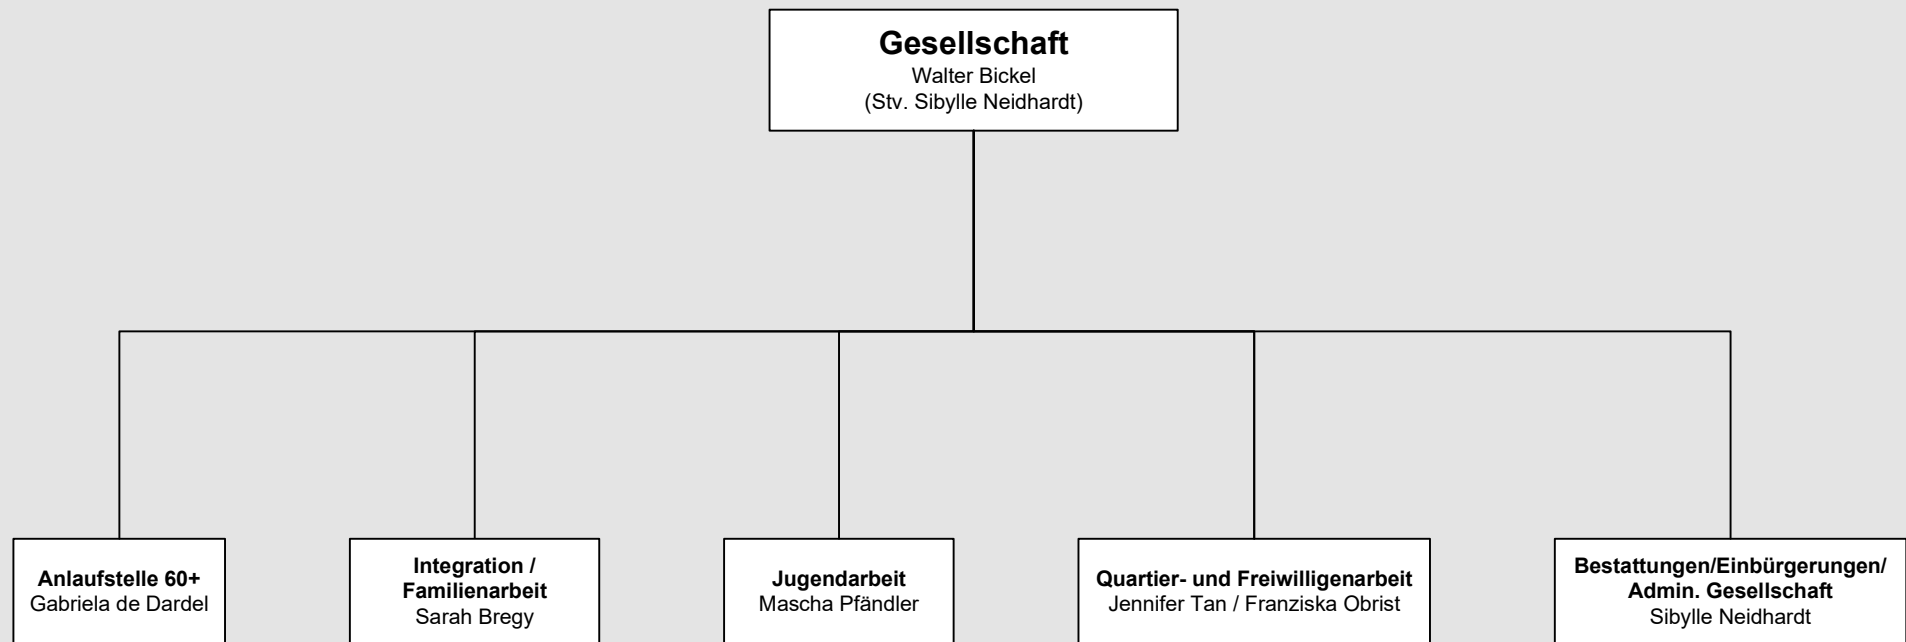 Gesellschaft
Walter Bickel
(Stv. Sibylle Neidhardt)
Anlaufstelle 60+
Gabriela de Dardel
Integration /
Familienarbeit
Sarah Bregy
Jugendarbeit
Mascha Pfändler
Quartier- und Freiwilligenarbeit
Jennifer Tan / Franziska Obrist
Bestattungen/Einbürgerungen/
Admin. Gesellschaft
Sibylle Neidhardt